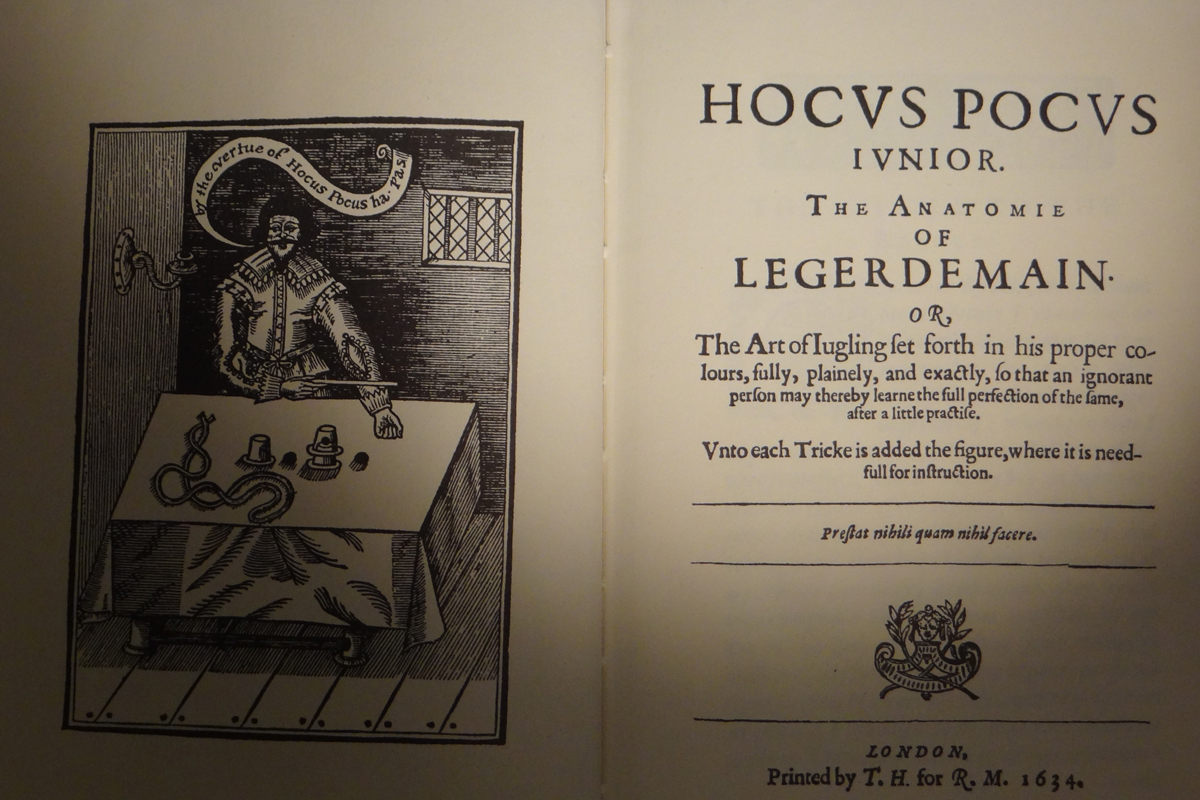 by the vertue of Hocus Pocus ha. pas
HOCVS POCVS
IVNIOR.
THE ANATOMIE
OF
LEGERDEMAIN.
OR,
The Art of Iugling ſet forth in his proper co-
lours, fully, plainely, and exactly, ſo that an ignorant
perſon may thereby learne the full perfection of the ſame,
after a little practiſe.
Vnto each Tricke is added the figure, where it is need-
full for inſtruction.
Preſtat nihili quam nihil facere.
LONDON,
Printed by T. H. for R. M. 1634.